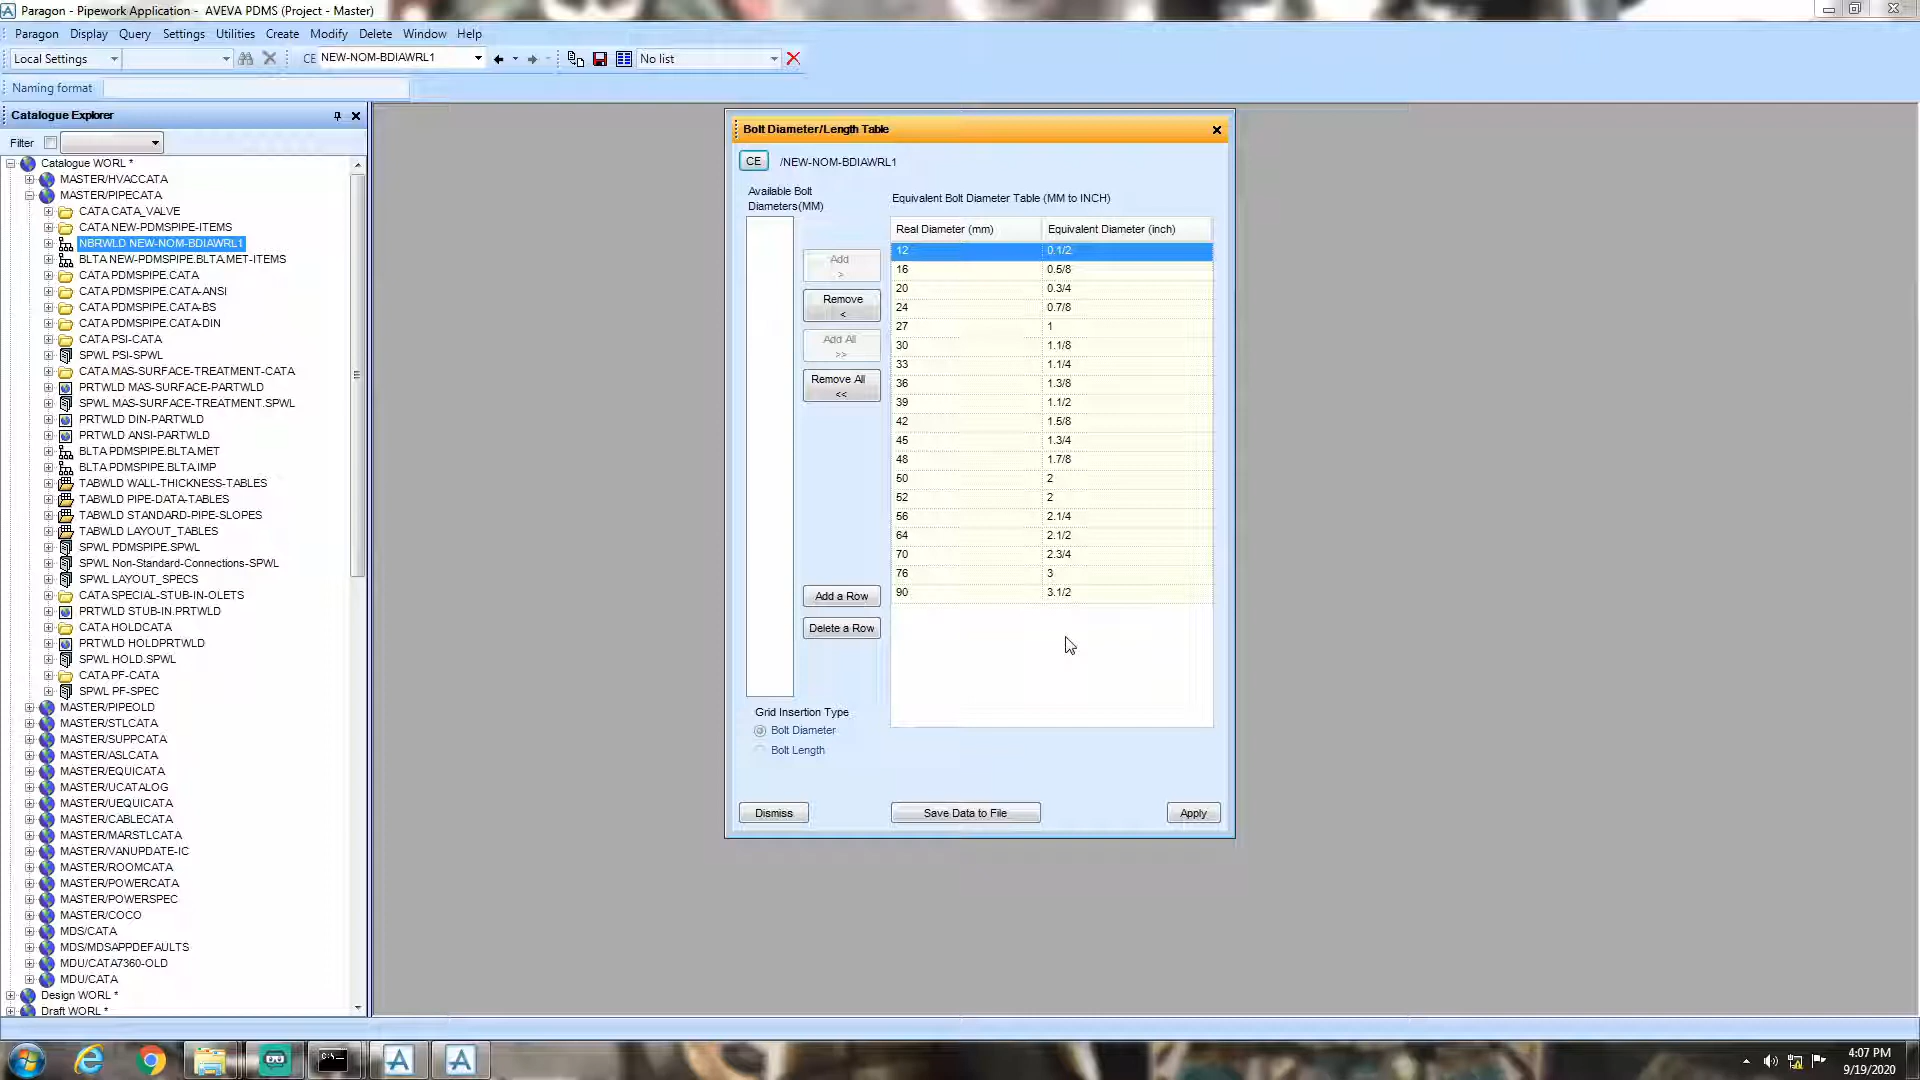 Paragon - Pipework Application - AVEVA PDMS (Project - Master)
Paragon Display Query Settings Utilities Create Modify Delete Window Help
Local Settings CE NEW-NOM-BDIAWRL1 No list
Naming format
Catalogue Explorer
Filter
Catalogue WORL *
MASTER/HVACCATA
MASTER/PIPECATA
CATA CATA_VALVE
CATA NEW-PDMSPIPE-ITEMS
NBRWLD NEW-NOM-BDIAWRL1
BLTA NEW-PDMSPIPE.BLTA.MET-ITEMS
CATA PDMSPIPE.CATA
CATA PDMSPIPE.CATA-ANSI
CATA PDMSPIPE.CATA-BS
CATA PDMSPIPE.CATA-DIN
CATA PSI-CATA
SPWL PSI-SPWL
CATA MAS-SURFACE-TREATMENT-CATA
PRTWLD MAS-SURFACE-PARTWLD
SPWL MAS-SURFACE-TREATMENT.SPWL
PRTWLD DIN-PARTWLD
PRTWLD ANSI-PARTWLD
BLTA PDMSPIPE.BLTA.MET
BLTA PDMSPIPE.BLTA.IMP
TABWLD WALL-THICKNESS-TABLES
TABWLD PIPE-DATA-TABLES
TABWLD STANDARD-PIPE-SLOPES
TABWLD LAYOUT_TABLES
SPWL PDMSPIPE.SPWL
SPWL Non-Standard-Connections-SPWL
SPWL LAYOUT_SPECS
CATA SPECIAL-STUB-IN-OLETS
PRTWLD STUB-IN.PRTWLD
CATA HOLDCATA
PRTWLD HOLDPRTWLD
SPWL HOLD.SPWL
CATA PF-CATA
SPWL PF-SPEC
MASTER/PIPEOLD
MASTER/STLCATA
MASTER/SUPPCATA
MASTER/ASLCATA
MASTER/EQUICATA
MASTER/UCATALOG
MASTER/UEQUICATA
MASTER/CABLECATA
MASTER/MARSTLCATA
MASTER/VANUPDATE-IC
MASTER/ROOMCATA
MASTER/POWERCATA
MASTER/POWERSPEC
MASTER/COCO
MDS/CATA
MDS/MDSAPPDEFAULTS
MDU/CATA7360-OLD
MDU/CATA
Design WORL *
Draft WORL *
Bolt Diameter/Length Table
CE /NEW-NOM-BDIAWRL1
Available Bolt
Diameters(MM)
Equivalent Bolt Diameter Table (MM to INCH)
Real Diameter (mm) Equivalent Diameter (inch)
12 0.1/2
16 0.5/8
20 0.3/4
24 0.7/8
27 1
30 1.1/8
33 1.1/4
36 1.3/8
39 1.1/2
42 1.5/8
45 1.3/4
48 1.7/8
50 2
52 2
56 2.1/4
64 2.1/2
70 2.3/4
76 3
90 3.1/2
Add
>
Remove
<
Add All
>>
Remove All
<<
Add a Row
Delete a Row
Grid Insertion Type
Bolt Diameter
Bolt Length
Dismiss Save Data to File Apply
4:07 PM
9/19/2020